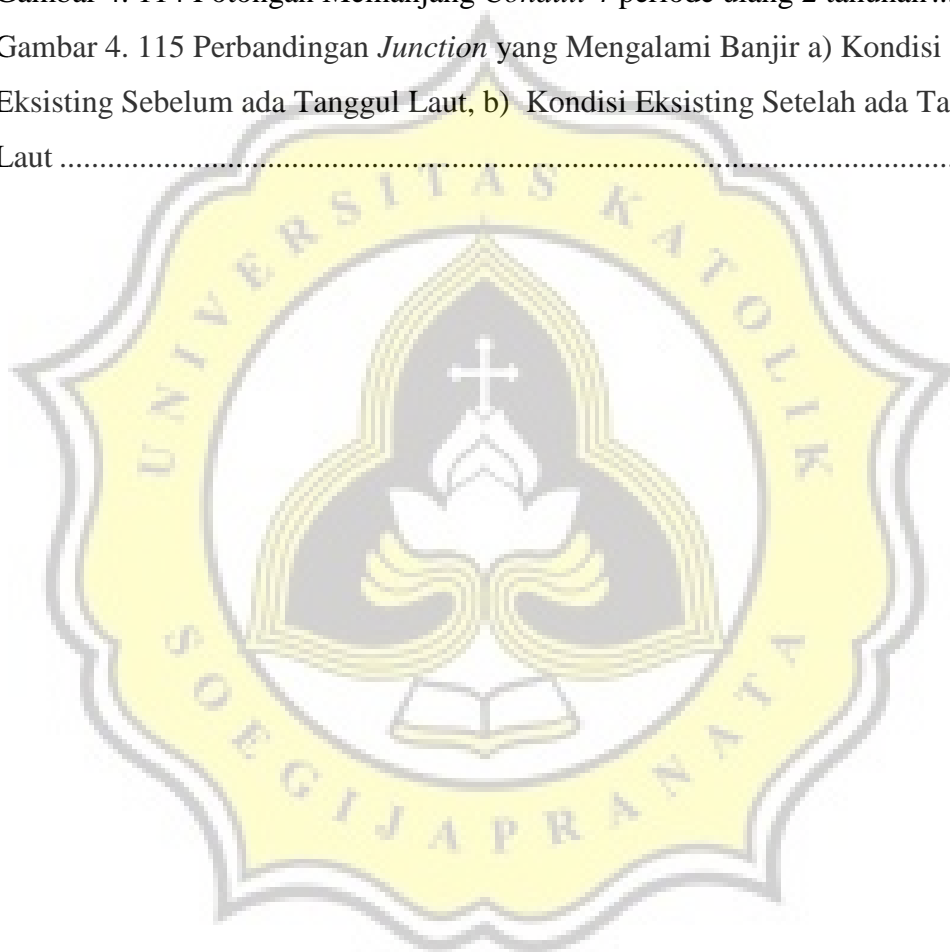 Gambar 4. 114 Potongan Memanjang Conduit 4 periode ulang 2 tahunan..
Gambar 4. 115 Perbandingan Junction yang Mengalami Banjir a) Kondisi
Eksisting Sebelum ada Tanggul Laut, b) Kondisi Eksisting Setelah ada Ta
Laut ........................................................................................................
UNIVERSITAS KATOLIK
SOEGIJAPRANATA